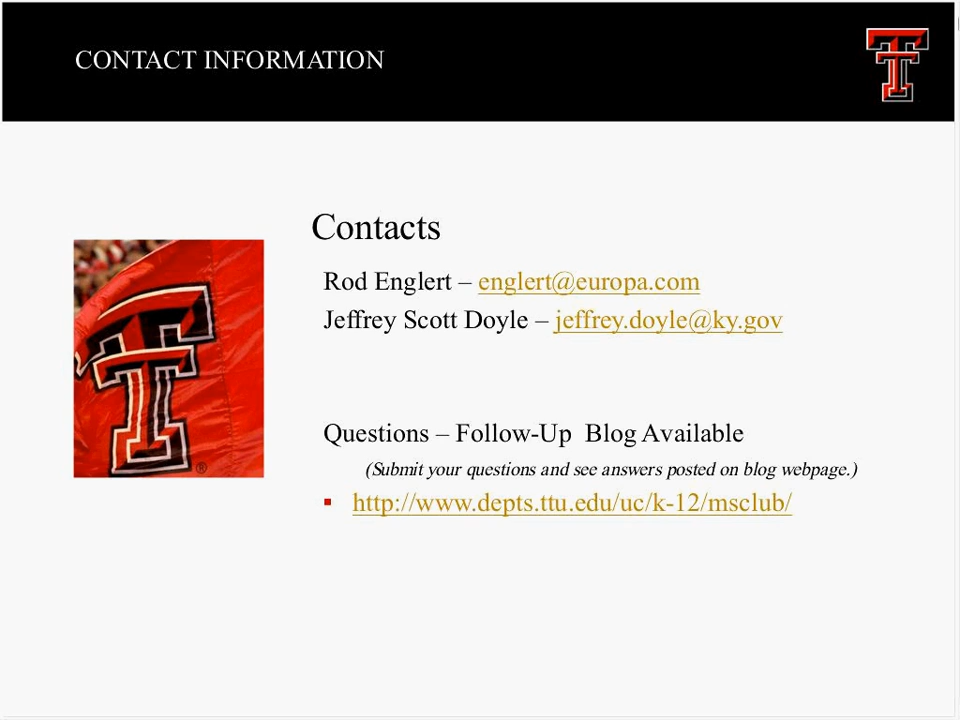 CONTACT INFORMATION
Contacts
Rod Englert – englert@europa.com
Jeffrey Scott Doyle – jeffrey.doyle@ky.gov
Questions – Follow-Up  Blog Available
(Submit your questions and see answers posted on blog webpage.)
http://www.depts.ttu.edu/uc/k-12/msclub/